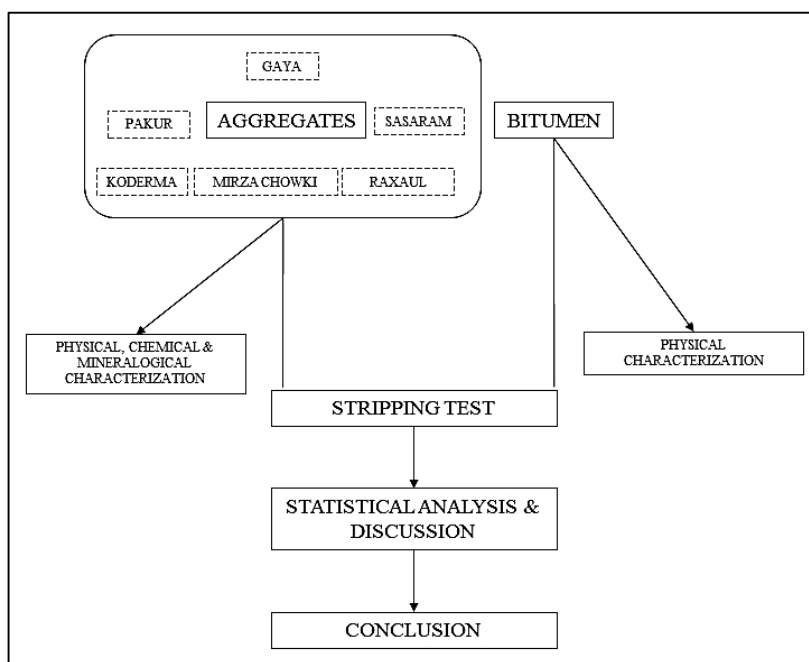 GAYA
PAKUR
AGGREGATES
SASARAM
BITUMEN
KODERMA
MIRZA CHOWKI
RAXAUL
PHYSICAL, CHEMICAL &
MINERALOGICAL
CHARACTERIZATION
PHYSICAL
CHARACTERIZATION
STRIPPING TEST
STATISTICAL ANALYSIS &
DISCUSSION
CONCLUSION